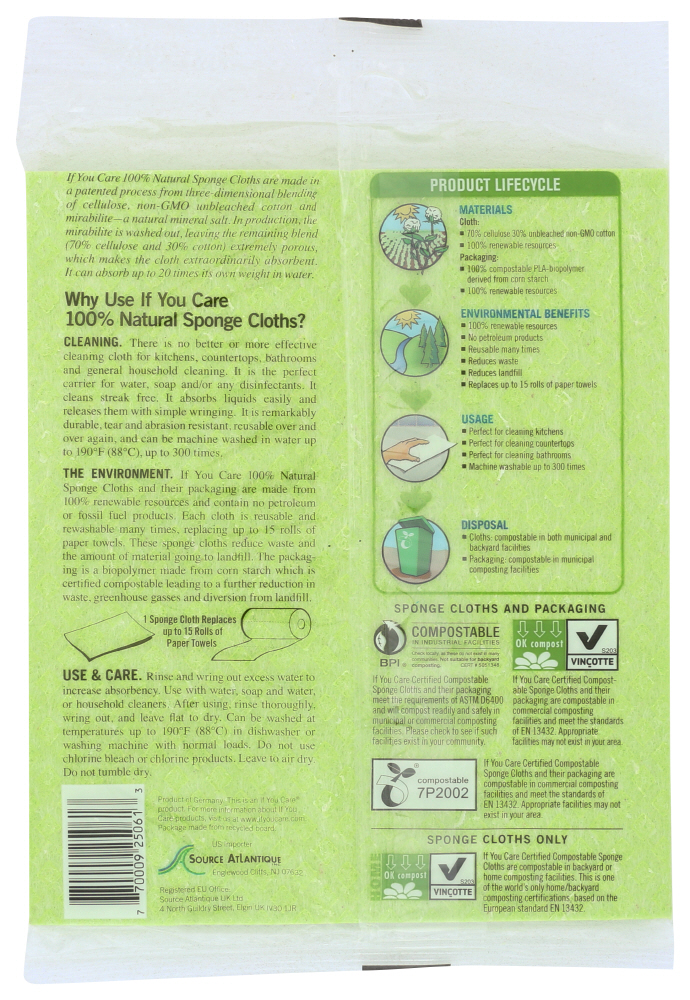 If You Care 100% Natural Sponge Cloths are made in
a patented process from three-dimensional blending
of cellulose, non-GMO unbleached cotton and
mirabilite—a natural mineral salt. In production, the
mirabilite is washed out, leaving the remaining blend
(70% cellulose and 30% cotton) extremely porous,
which makes the cloth extraordinarily absorbent.
It can absorb up to 20 times its own weight in water.
Why Use If You Care
100% Natural Sponge Cloths?
CLEANING. There is no better or more effective
cleaning cloth for kitchens, countertops, bathrooms
and general household cleaning. It is the perfect
carrier for water, soap and/or any disinfectants. It
cleans streak free. It absorbs liquids easily and
releases them with simple wringing. It is remarkably
durable, tear and abrasion resistant, reusable over and
over again, and can be machine washed in water up
to 190°F (88°C), up to 300 times.
THE ENVIRONMENT. If You Care 100% Natural
Sponge Cloths and their packaging are made from
100% renewable resources and contain no petroleum
or fossil fuel products. Each cloth is reusable and
rewashable many times, replacing up to 15 rolls of
paper towels. These sponge cloths reduce waste and
the amount of material going to landfill. The packag-
ing is a biopolymer made from corn starch which is
certified compostable leading to a further reduction in
waste, greenhouse gasses and diversion from landfill.
1 Sponge Cloth Replaces
up to 15 Rolls of
Paper Towels
USE & CARE. Rinse and wring out excess water to
increase absorbency. Use with water, soap and water,
or household cleaners. After using, rinse thoroughly,
wring out, and leave flat to dry. Can be washed at
temperatures up to 190°F (88°C) in dishwasher or
washing machine with normal loads. Do not use
chlorine bleach or chlorine products. Leave to air dry.
Do not tumble dry.
7 70009 25061 3
Product of Germany. This is an If You Care®
product. For more information about If You
Care products, visit us at www.ifyoucare.com
Package made from recycled board.
US importer
SOURCE ATLANTIQUE
Englewood Cliffs, NJ 07632
Registered EU Office:
Source Atlantique UK Ltd
4 North Guildry Street, Elgin UK IV30 1JR
PRODUCT LIFECYCLE
MATERIALS
Cloth:
■ 70% cellulose 30% unbleached non-GMO cotton
■ 100% renewable resources
Packaging:
■ 100% compostable PLA-biopolymer
derived from corn starch
■ 100% renewable resources
ENVIRONMENTAL BENEFITS
■ 100% renewable resources
■ No petroleum products
■ Reusable many times
■ Reduces waste
■ Reduces landfill
■ Replaces up to 15 rolls of paper towels
USAGE
■ Perfect for cleaning kitchens
■ Perfect for cleaning countertops
■ Perfect for cleaning bathrooms
■ Machine washable up to 300 times
DISPOSAL
■ Cloths: compostable in both municipal and
backyard facilities
■ Packaging: compostable in municipal
composting facilities
SPONGE CLOTHS AND PACKAGING
BPI
COMPOSTABLE
IN INDUSTRIAL FACILITIES
Check locally, as these do not exist in many
communities. Not suitable for backyard
composting. CERT #
If You Care Certified Compostable
Sponge Cloths and their packaging
meet the requirements of ASTM D6400
and will compost readily and safely in
municipal or commercial composting
facilities. Please check to see if such
facilities exist in your community.
OK compost
S203
VINÇOTTE
If You Care Certified Compost-
able Sponge Cloths and their
packaging are compostable in
commercial composting
facilities and meet the standards
of EN 13432. Appropriate
facilities may not exist in your area.
compostable
7P2002
If You Care Certified Compostable
Sponge Cloths and their packaging are
compostable in commercial composting
facilities and meet the standards of
EN 13432. Appropriate facilities may not
exist in your area.
SPONGE CLOTHS ONLY
HOME
OK compost
S203
VINÇOTTE
If You Care Certified Compostable Sponge
Cloths are compostable in backyard or
home composting facilities. This is one
of the world's only home/backyard
composting certifications, based on the
European standard EN 13432.